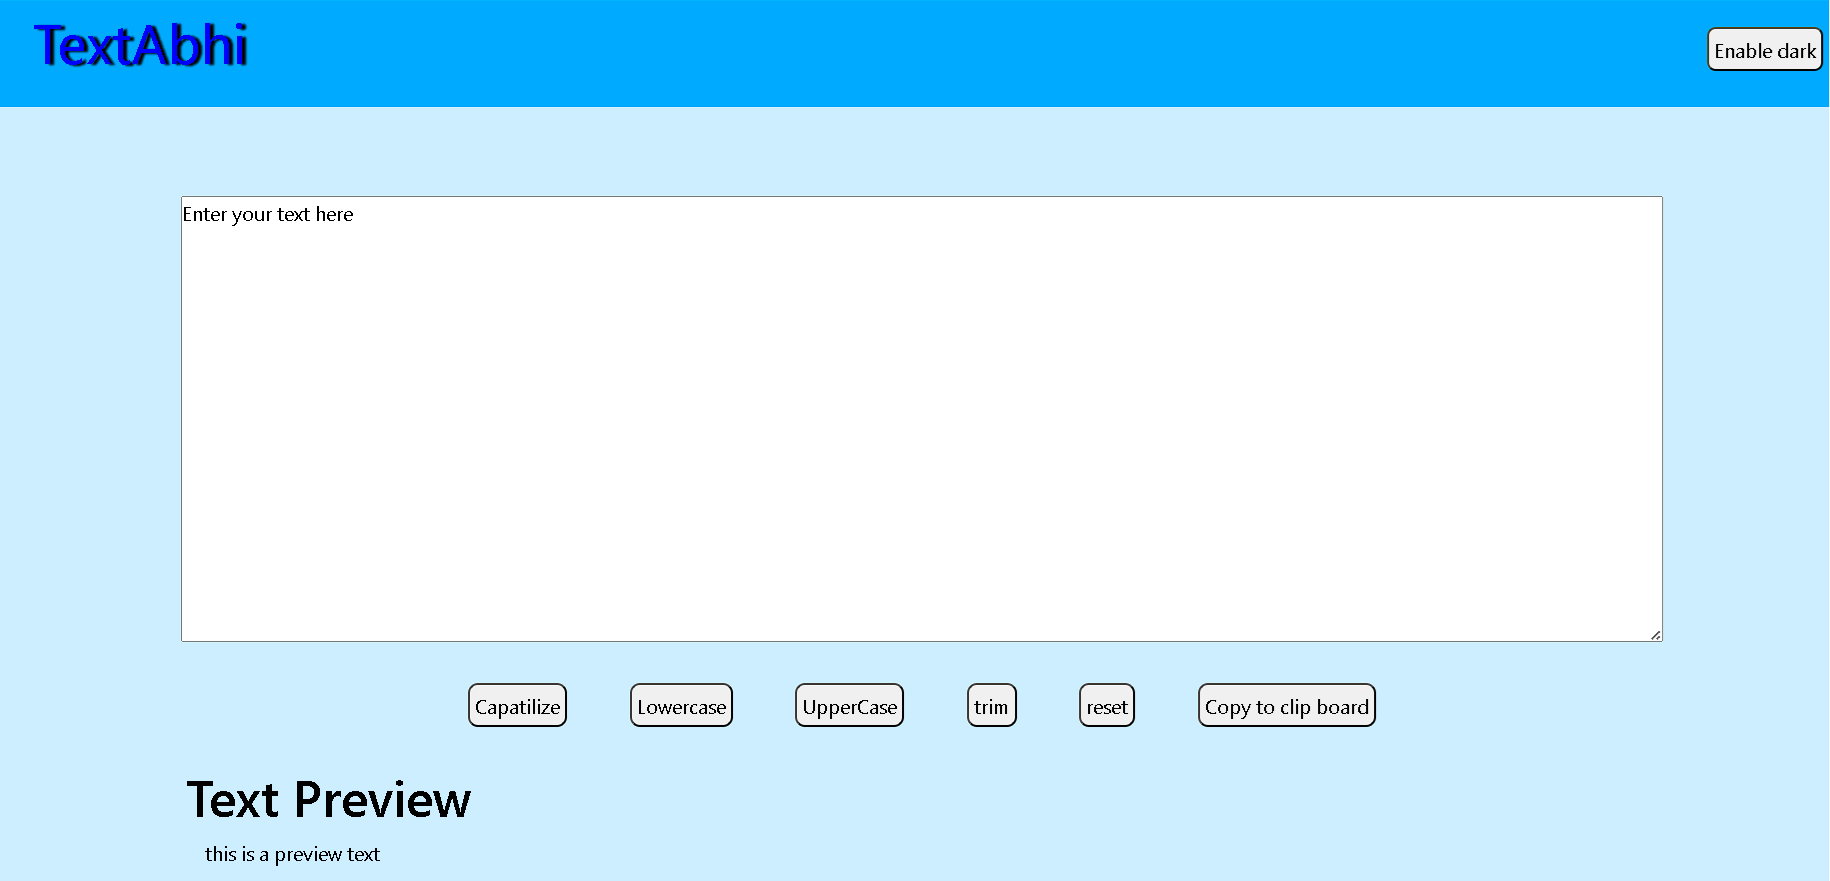 TextAbhi
Enable dark
Enter your text here
Capatilize Lowercase UpperCase trim reset Copy to clip board
Text Preview
this is a preview text